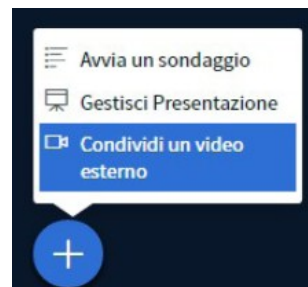 Avvia un sondaggio
Gestisci Presentazione
Condividi un video
esterno